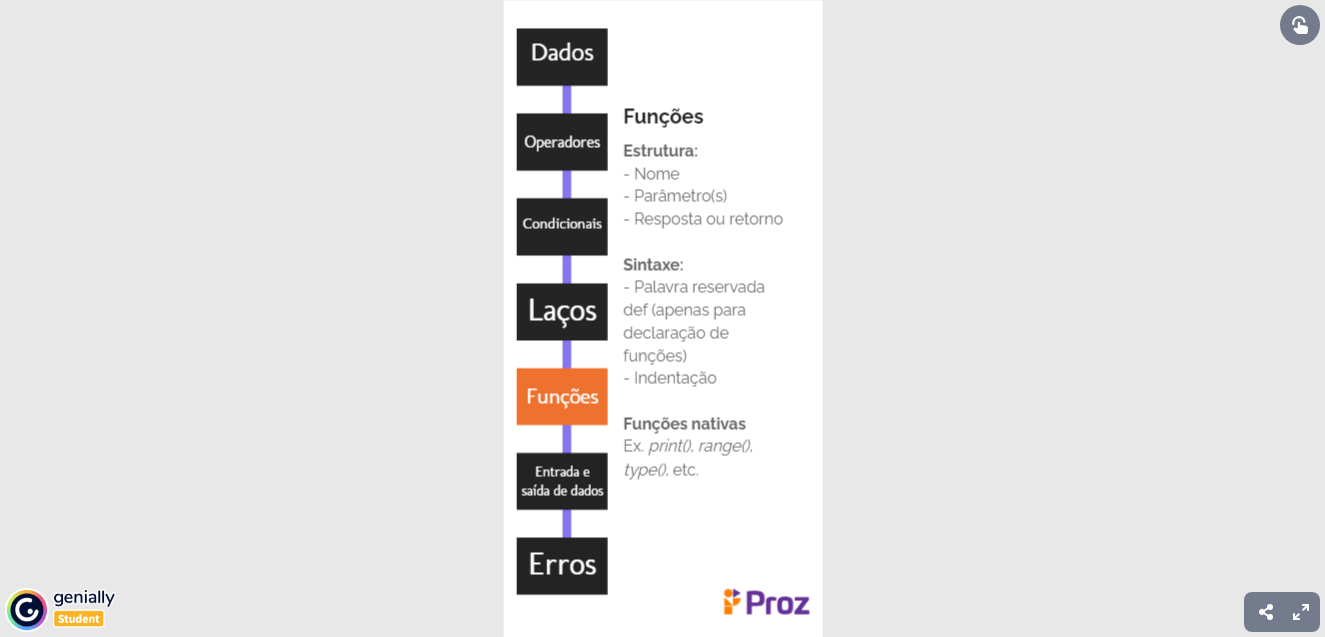 Dados
Operadores
Condicionais
Laços
Funções
Entrada e
saída de dados
Erros
Funções
Estrutura:
- Nome
- Parâmetro(s)
- Resposta ou retorno
Sintaxe:
- Palavra reservada
def (apenas para
declaração de
funções)
- Indentação
Funções nativas
Ex. print(), range(),
type(), etc.
Proz
genially
Student